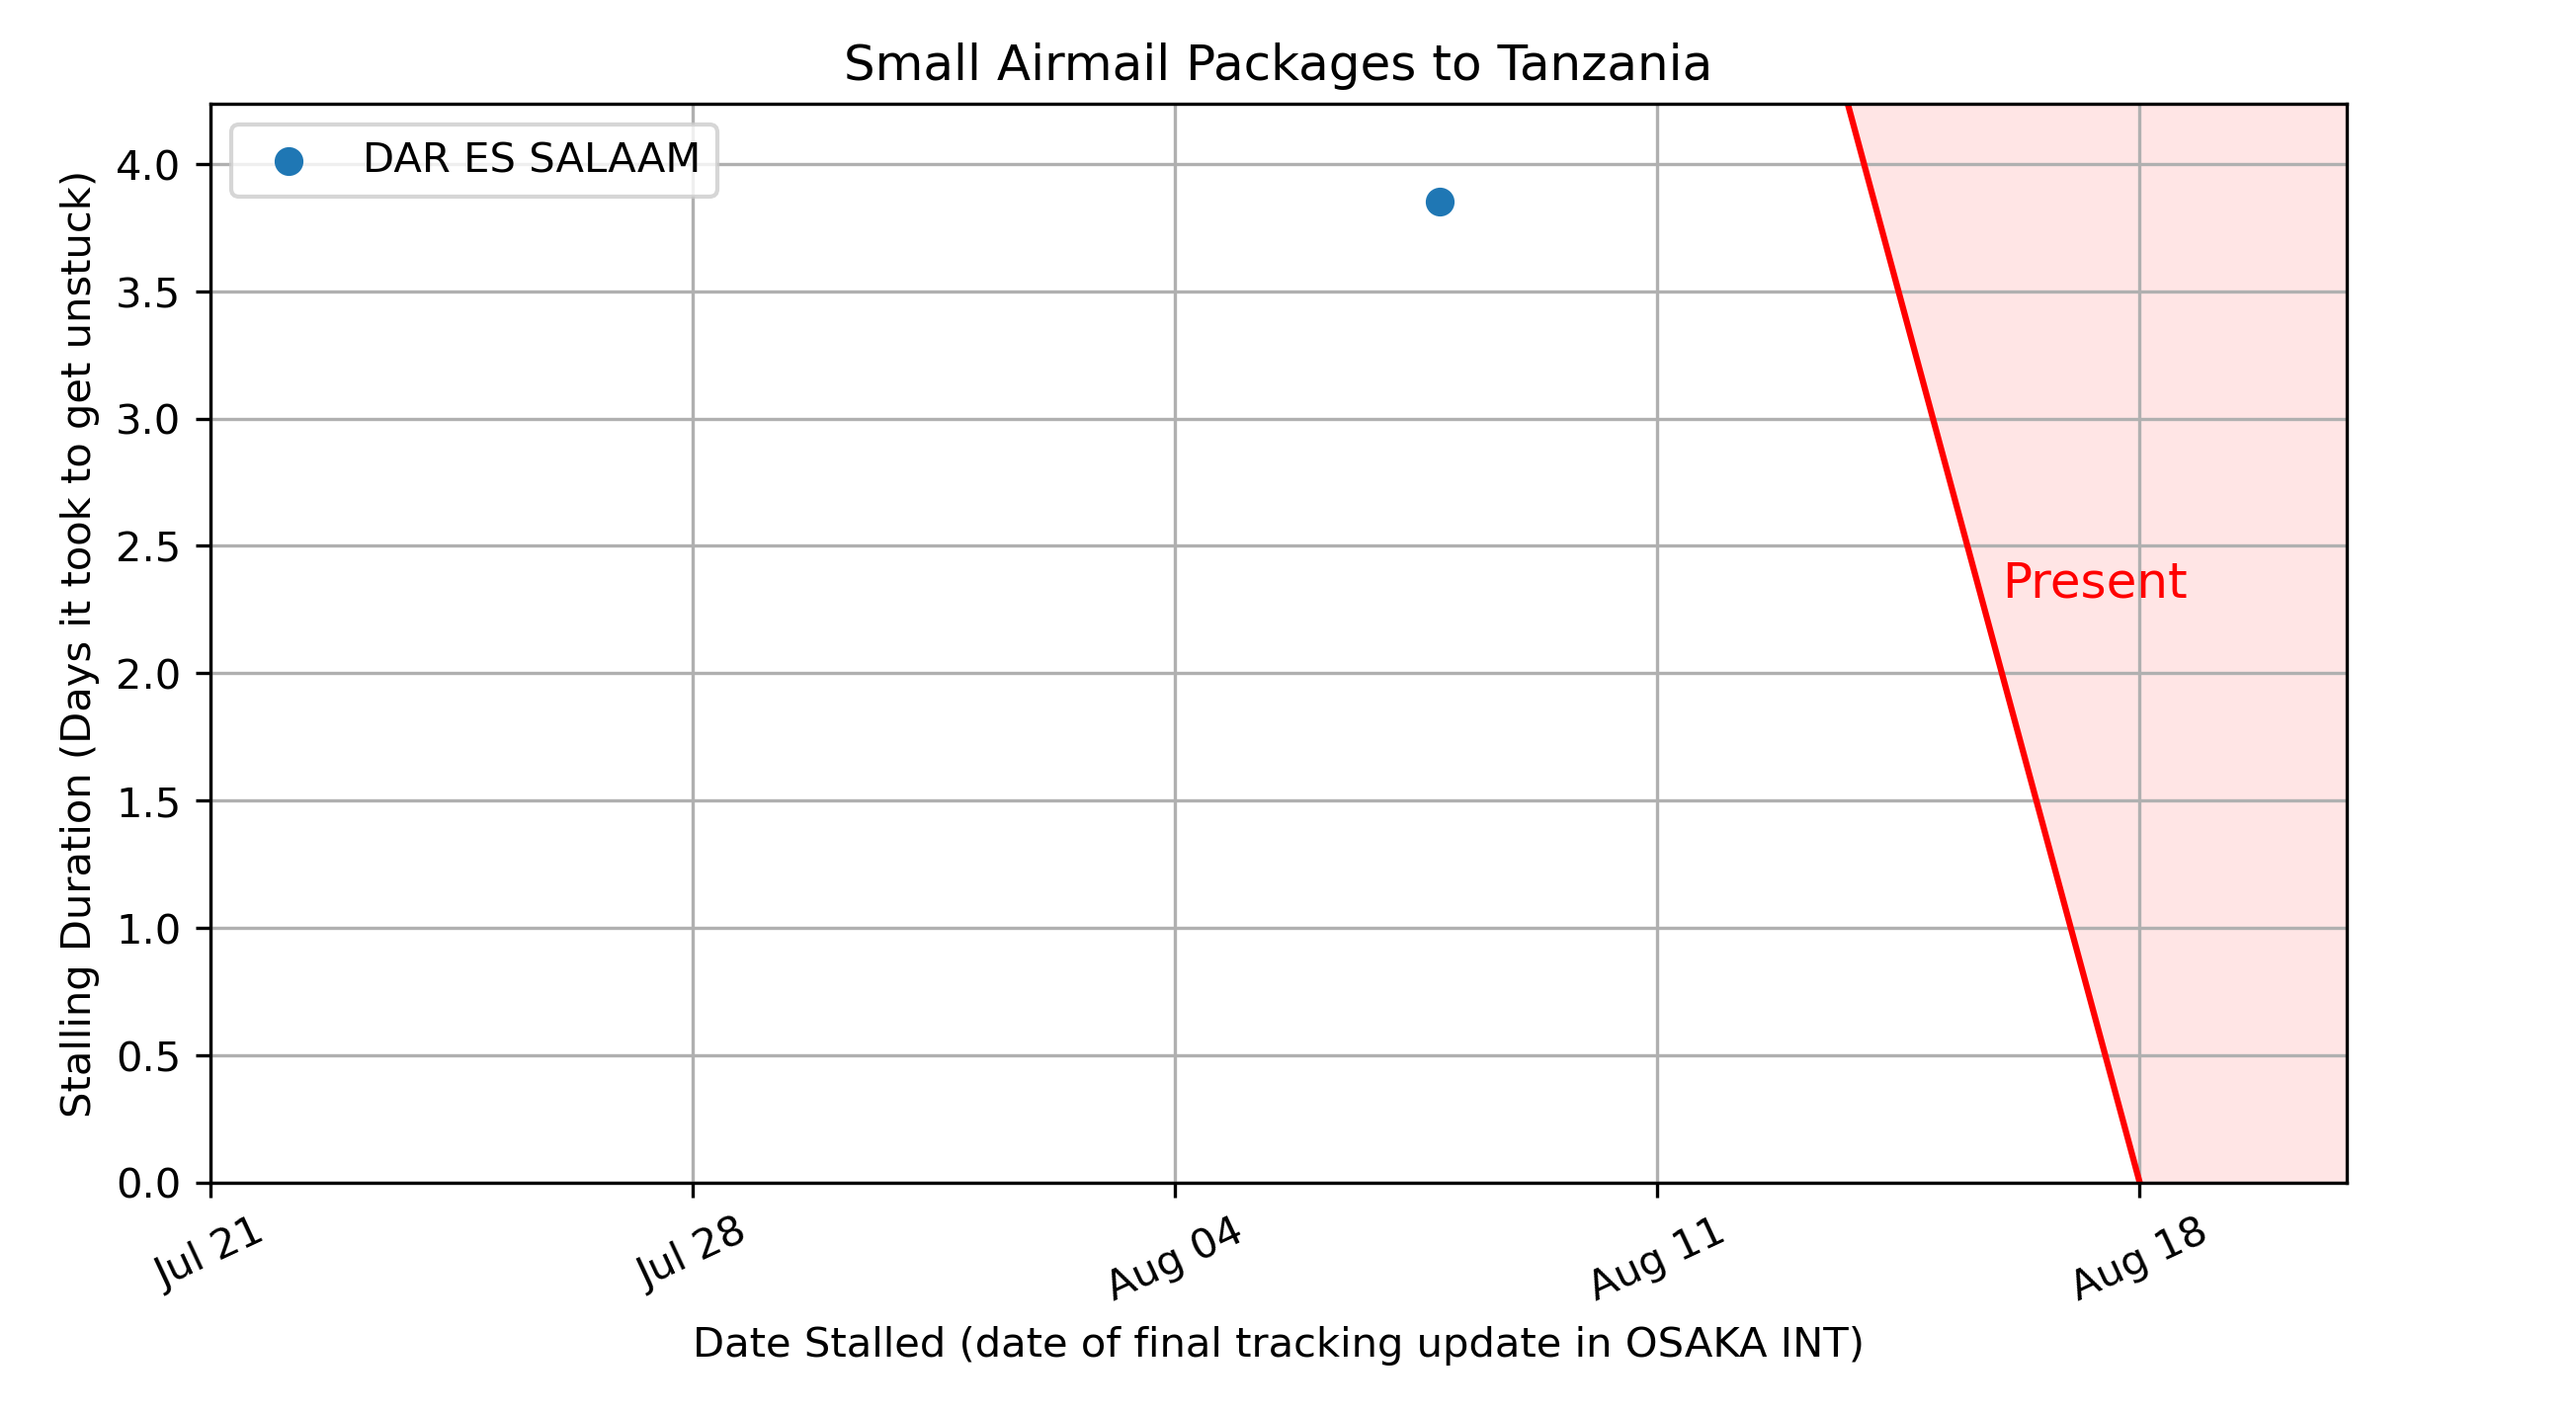 Small Airmail Packages to Tanzania
DAR ES SALAAM
Stalling Duration (Days it took to get unstuck)
4.0
3.5
3.0
2.5
2.0
1.5
1.0
0.5
0.0
Present
Jul 21
Jul 28
Aug 04
Aug 11
Aug 18
Date Stalled (date of final tracking update in OSAKA INT)